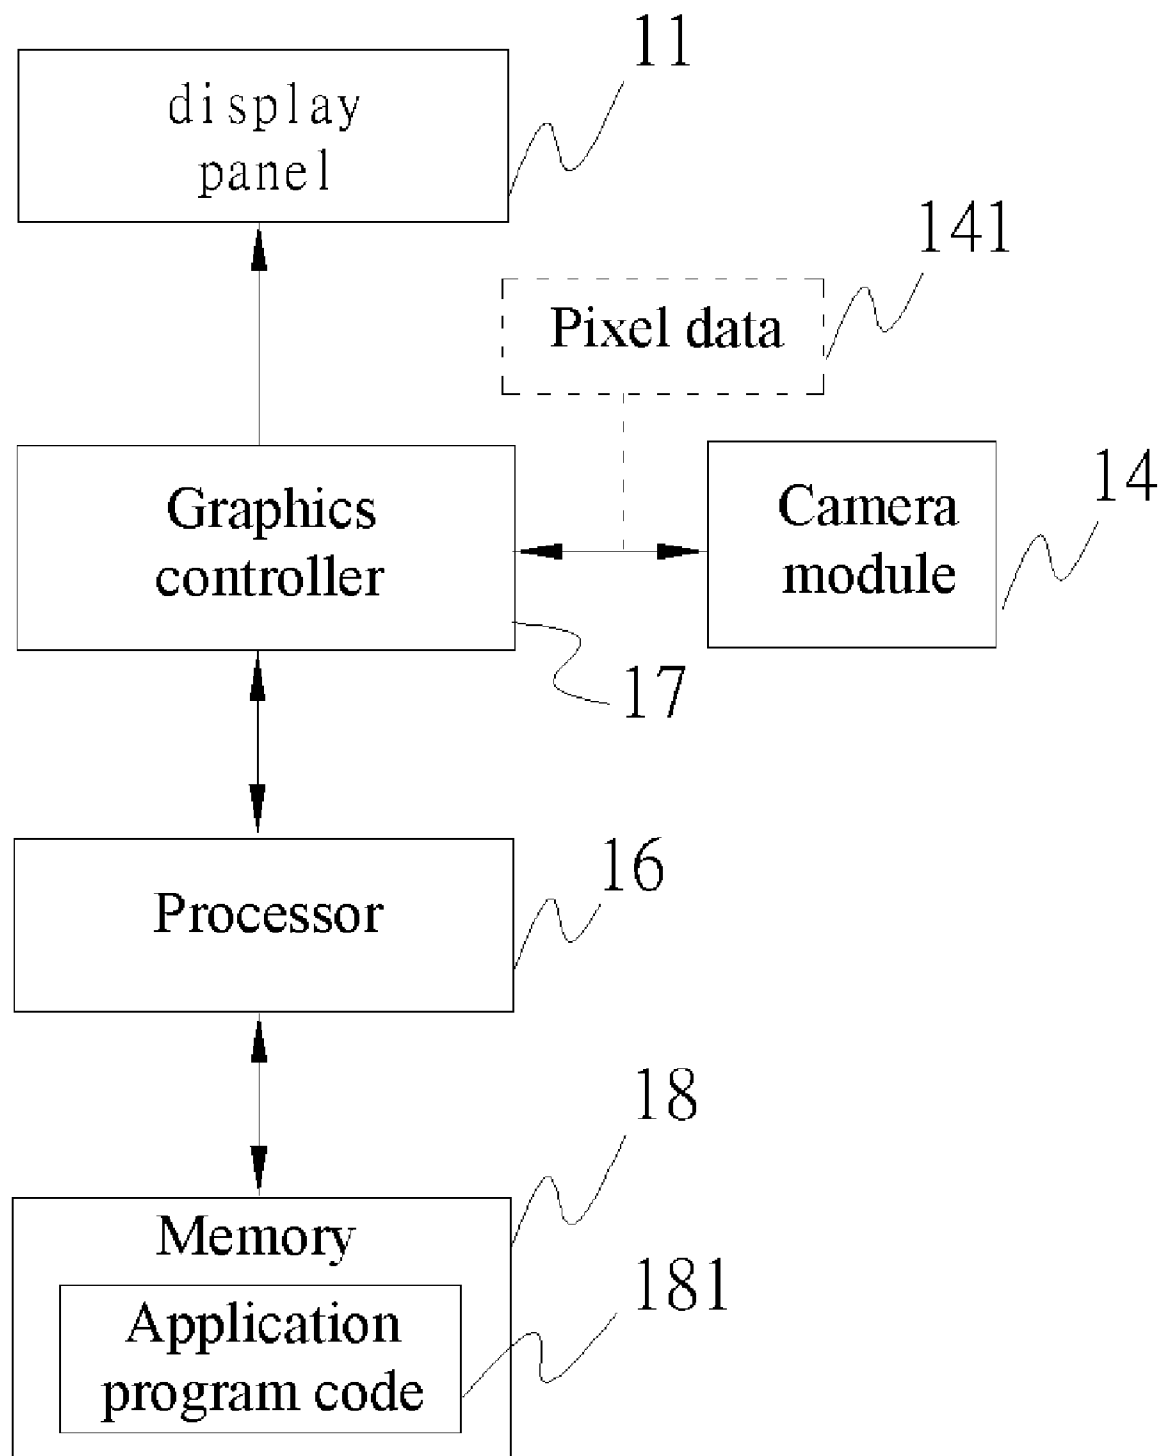 11
display
panel
141
Pixel data
Graphics
controller
Camera
module
14
17
Processor
16
18
Memory
181
Application
program code